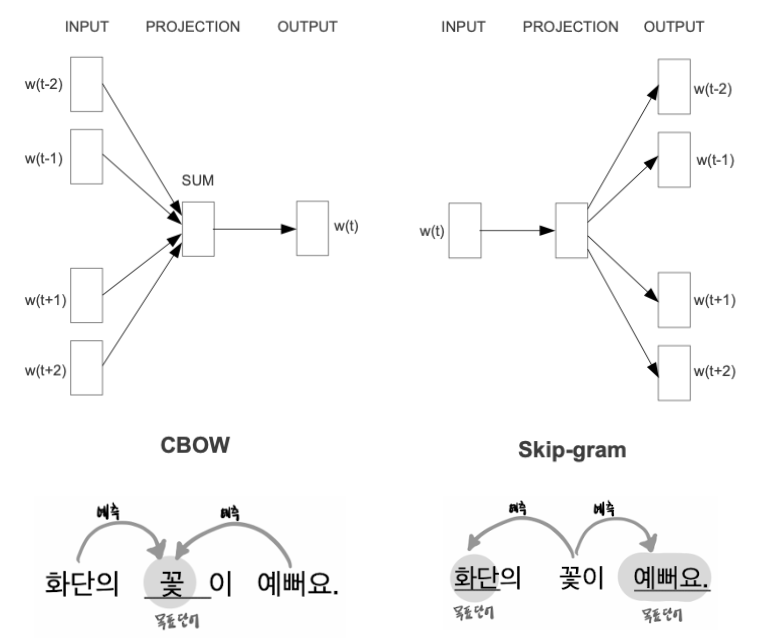 INPUT PROJECTION OUTPUT
w(t-2)
w(t-1)
SUM
w(t)
w(t+1)
w(t+2)
CBOW
예측 예측
화단의 꽃이 예뻐요.
목표단어
INPUT PROJECTION OUTPUT
w(t-2)
w(t-1)
w(t)
w(t+1)
w(t+2)
Skip-gram
예측 예측
화단의 꽃이 예뻐요.
목표단어 목표단어